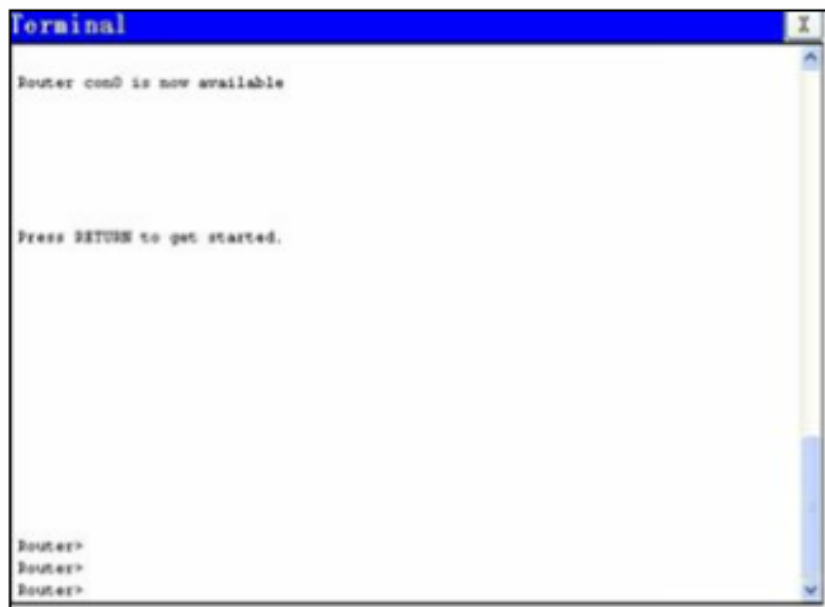 Terminal
X
Router con0 is now available
Press RETURN to get started.
Router>
Router>
Router>